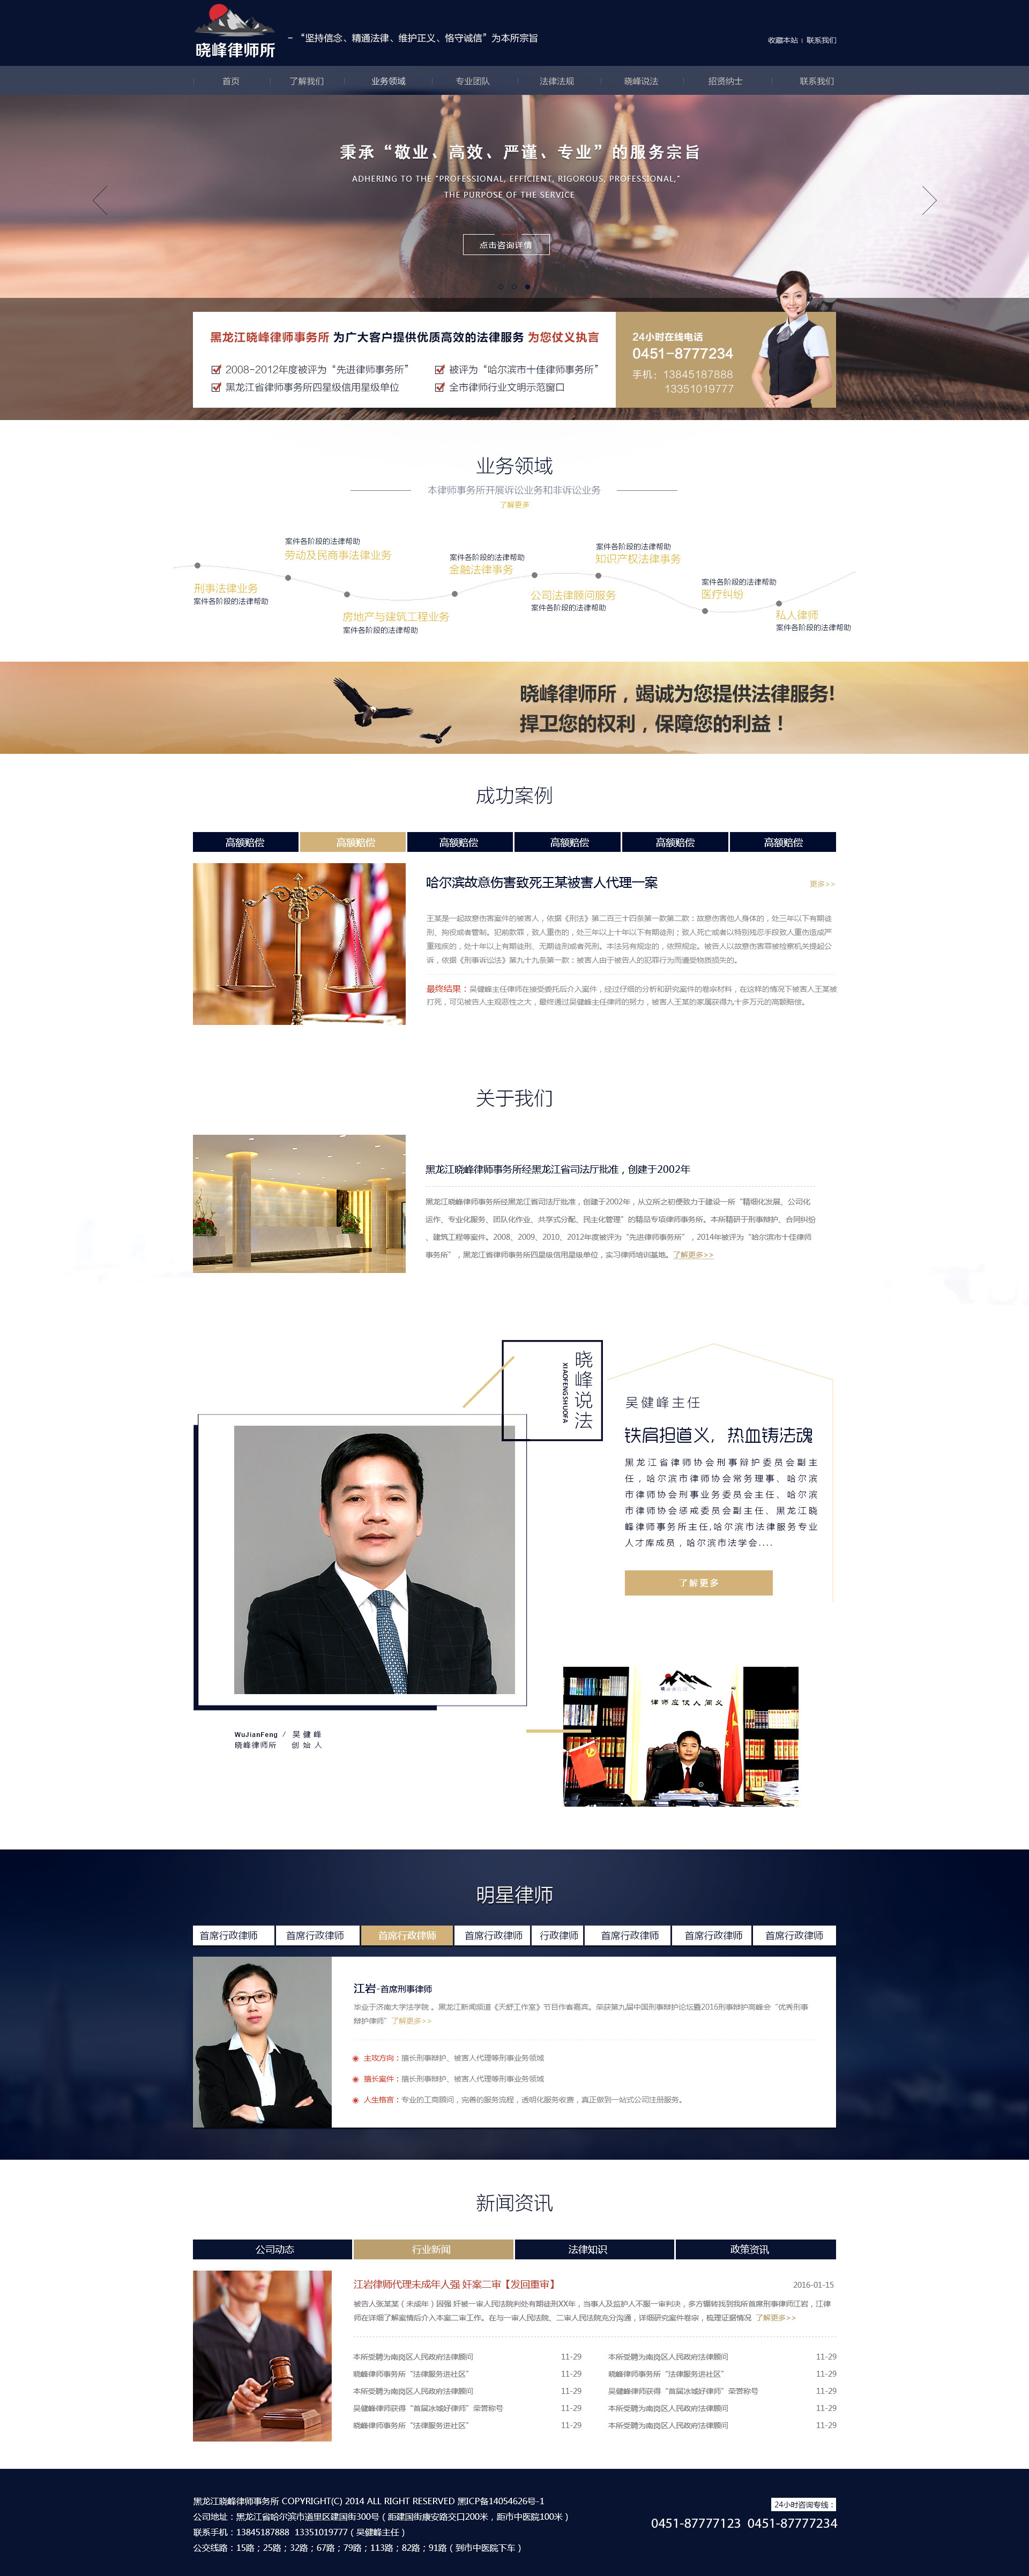 晓峰律师所
- “坚持信念、精通法律、维护正义、恪守诚信”为本所宗旨
收藏本站 | 联系我们
首页 了解我们 业务领域 专业团队 法律法规 晓峰说法 招贤纳士 联系我们
秉承“敬业、高效、严谨、专业”的服务宗旨
ADHERING TO THE "PROFESSIONAL, EFFICIENT, RIGOROUS, PROFESSIONAL,"
THE PURPOSE OF THE SERVICE
点击咨询详情
黑龙江晓峰律师事务所 为广大客户提供优质高效的法律服务 为您仗义执言
2008-2012年度被评为“先进律师事务所” 被评为“哈尔滨市十佳律师事务所”
黑龙江省律师事务所四星级信用星级单位 全市律师行业文明示范窗口
24小时在线电话
0451-8777234
手机：13845187888
13351019777
业务领域
本律师事务所开展诉讼业务和非诉讼业务
了解更多
刑事法律业务
案件各阶段的法律帮助
案件各阶段的法律帮助
劳动及民商事法律业务
房地产与建筑工程业务
案件各阶段的法律帮助
案件各阶段的法律帮助
金融法律事务
公司法律顾问服务
案件各阶段的法律帮助
案件各阶段的法律帮助
知识产权法律事务
案件各阶段的法律帮助
医疗纠纷
私人律师
案件各阶段的法律帮助
晓峰律师所，竭诚为您提供法律服务!
捍卫您的权利，保障您的利益！
成功案例
高额赔偿 高额赔偿 高额赔偿 高额赔偿 高额赔偿 高额赔偿
哈尔滨故意伤害致死王某被害人代理一案
更多>>
王某是一起故意伤害案件的被害人，依据《刑法》第二百三十四条第一款第二款：故意伤害他人身体的，处三年以下有期徒
刑、拘役或者管制。犯前款罪，致人重伤的，处三年以上十年以下有期徒刑；致人死亡或者以特别残忍手段致人重伤造成严
重残疾的，处十年以上有期徒刑、无期徒刑或者死刑。本法另有规定的，依照规定。被告人以故意伤害罪被检察机关提起公
诉，依据《刑事诉讼法》第九十九条第一款：被害人由于被告人的犯罪行为而遭受物质损失的。
最终结果：吴健峰主任律师在接受委托后介入案件，经过仔细的分析和研究案件的卷宗材料，在这样的情况下被害人王某被
打死，可见被告人主观恶性之大，最终通过吴健峰主任律师的努力，被害人王某的家属获得九十多万元的高额赔偿。
关于我们
黑龙江晓峰律师事务所经黑龙江省司法厅批准，创建于2002年
黑龙江晓峰律师事务所经黑龙江省司法厅批准，创建于2002年，从立所之初便致力于建设一所“精细化发展、公司化
运作、专业化服务、团队化作业、共享式分配、民主化管理”的精品专项律师事务所。本所精研于刑事辩护、合同纠纷
、建筑工程等案件。2008、2009、2010、2012年度被评为“先进律师事务所”，2014年被评为“哈尔滨市十佳律师
事务所”，黑龙江省律师事务所四星级信用星级单位，实习律师培训基地。了解更多>>
晓峰说法
XIAOFENGSHUOFA
吴健峰主任
铁肩担道义，热血铸法魂
黑龙江省律师协会刑事辩护委员会副主
任，哈尔滨市律师协会常务理事、哈尔滨
市律师协会刑事业务委员会主任、哈尔滨
市律师协会惩戒委员会副主任、黑龙江晓
峰律师事务所主任,哈尔滨市法律服务专业
人才库成员，哈尔滨市法学会....
了解更多
律师应仗人间义
WuJianFeng / 吴健峰
晓峰律师所 创始人
明星律师
首席行政律师 首席行政律师 首席行政律师 首席行政律师 行政律师 首席行政律师 首席行政律师 首席行政律师
江岩-首席刑事律师
毕业于济南大学法学院 。黑龙江新闻频道《天舒工作室》节目作客嘉宾。荣获第九届中国刑事辩护论坛暨2016刑事辩护高峰会“优秀刑事
辩护律师”了解更多>>
主攻方向：擅长刑事辩护、被害人代理等刑事业务领域
擅长案件：擅长刑事辩护、被害人代理等刑事业务领域
人生格言：专业的工商顾问，完善的服务流程，透明化服务收费，真正做到一站式公司注册服务。
新闻资讯
公司动态 行业新闻 法律知识 政策资讯
江岩律师代理未成年人强 奸案二审【发回重审】 2016-01-15
被告人张某某（未成年）因强 奸被一审人民法院判处有期徒刑XX年，当事人及监护人不服一审判决，多方辗转找到我所首席刑事律师江岩，江律
师在详细了解案情后介入本案二审工作。在与一审人民法院、二审人民法院充分沟通，详细研究案件卷宗，梳理证据情况 了解更多>>
本所受聘为南岗区人民政府法律顾问 11-29 本所受聘为南岗区人民政府法律顾问 11-29
晓峰律师事务所“法律服务进社区” 11-29 晓峰律师事务所“法律服务进社区” 11-29
本所受聘为南岗区人民政府法律顾问 11-29 吴健峰律师获得“首届冰城好律师”荣誉称号 11-29
吴健峰律师获得“首届冰城好律师”荣誉称号 11-29 本所受聘为南岗区人民政府法律顾问 11-29
晓峰律师事务所“法律服务进社区” 11-29 本所受聘为南岗区人民政府法律顾问 11-29
黑龙江晓峰律师事务所 COPYRIGHT(C) 2014 ALL RIGHT RESERVED 黑ICP备14054626号-1
公司地址：黑龙江省哈尔滨市道里区建国街300号（距建国街康安路交口200米，距市中医院100米）
联系手机：13845187888 13351019777（吴健峰主任）
公交线路：15路；25路；32路；67路；79路；113路；82路；91路（到市中医院下车）
24小时咨询专线：
0451-87777123 0451-87777234